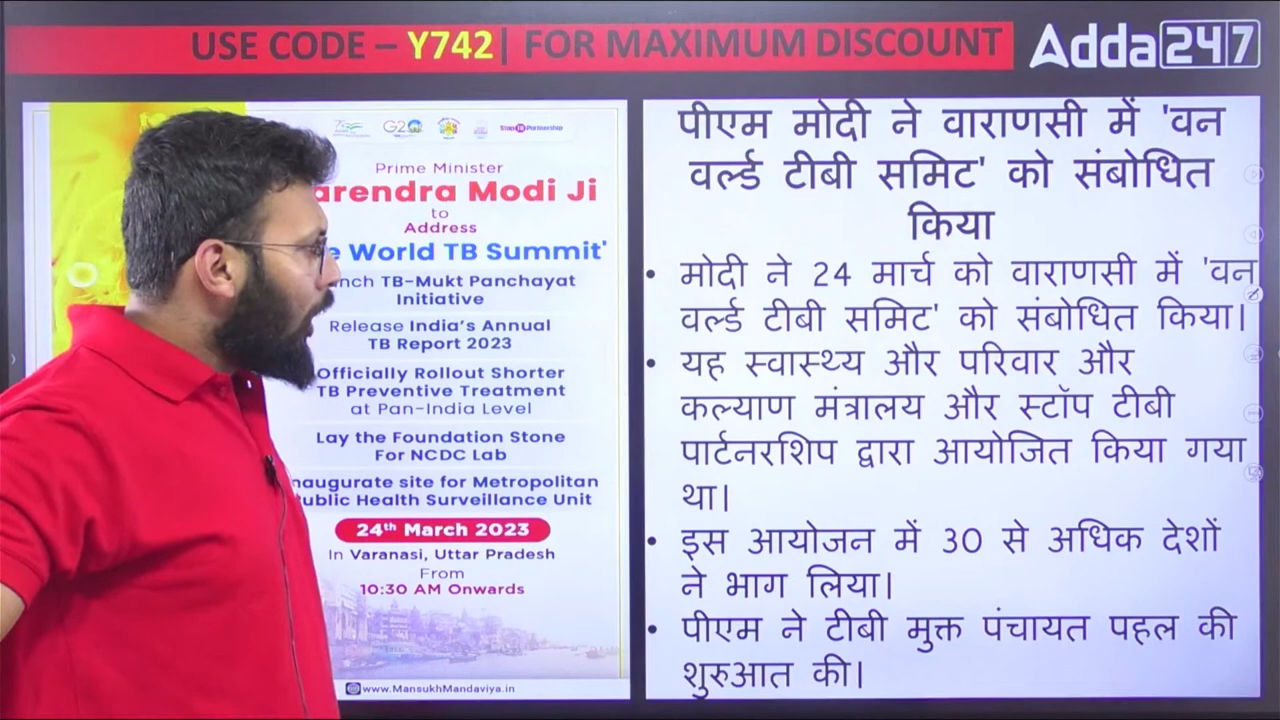 USE CODE – Y742| FOR MAXIMUM DISCOUNT
Adda247
G20
Stop TB Partnership
Prime Minister
arendra Modi Ji
to
Address
World TB Summit'
nch TB-Mukt Panchayat
Initiative
Release India's Annual
TB Report 2023
Officially Rollout Shorter
TB Preventive Treatment
at Pan-India Level
Lay the Foundation Stone
For NCDC Lab
naugurate site for Metropolitan
ublic Health Surveillance Unit
24th March 2023
In Varanasi, Uttar Pradesh
From
10:30 AM Onwards
www.MansukhMandaviya.in
पीएम मोदी ने वाराणसी में 'वन
वर्ल्ड टीबी समिट' को संबोधित
किया
• मोदी ने 24 मार्च को वाराणसी में 'वन
वर्ल्ड टीबी समिट' को संबोधित किया।
• यह स्वास्थ्य और परिवार और
कल्याण मंत्रालय और स्टॉप टीबी
पार्टनरशिप द्वारा आयोजित किया गया
था।
• इस आयोजन में 30 से अधिक देशों
ने भाग लिया।
• पीएम ने टीबी मुक्त पंचायत पहल की
शुरुआत की।